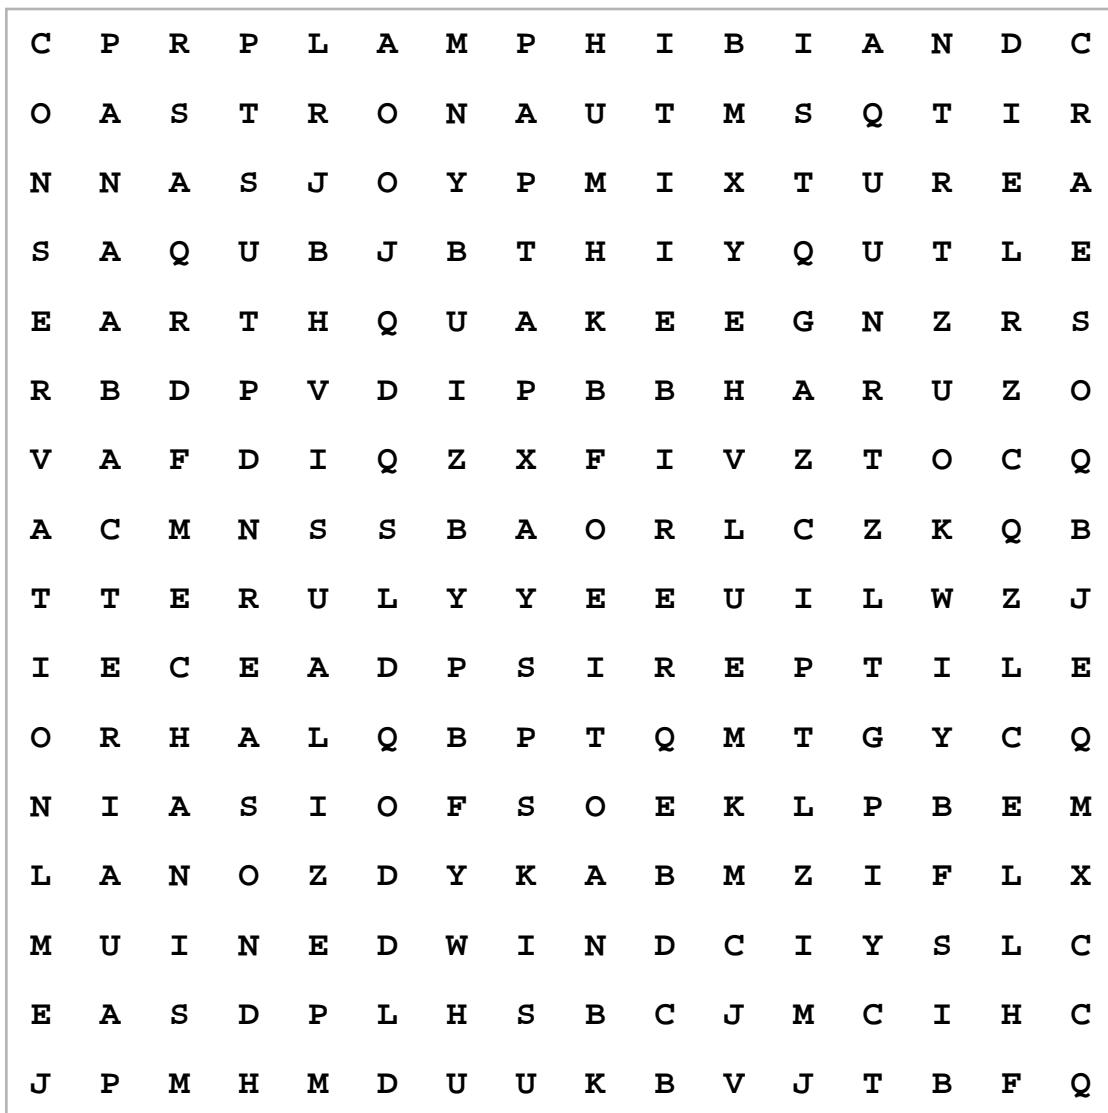 C P R P L A M P H I B I A N D C
O A S T R O N A U T M S Q T I R
N N A S J O Y P M I X T U R E A
S A Q U B J B T H I Y Q U T L E
E A R T H Q U A K E E G N Z R S
R B D P V D I P B B H A R U Z O
V A F D I Q Z X F I V Z T O C Q
A C M N S S B A O R L C Z K Q B
T T E R U L Y Y E E U I L W Z J
I E C E A D P S I R E P T I L E
O R H A L Q B P T Q M T G Y C Q
N I A S I O F S O E K L P B E M
L A N O Z D Y K A B M Z I F L X
M U I N E D W I N D C I Y S L C
E A S D P L H S B C J M C I H C
J P M H M D U U K B V J T B F Q